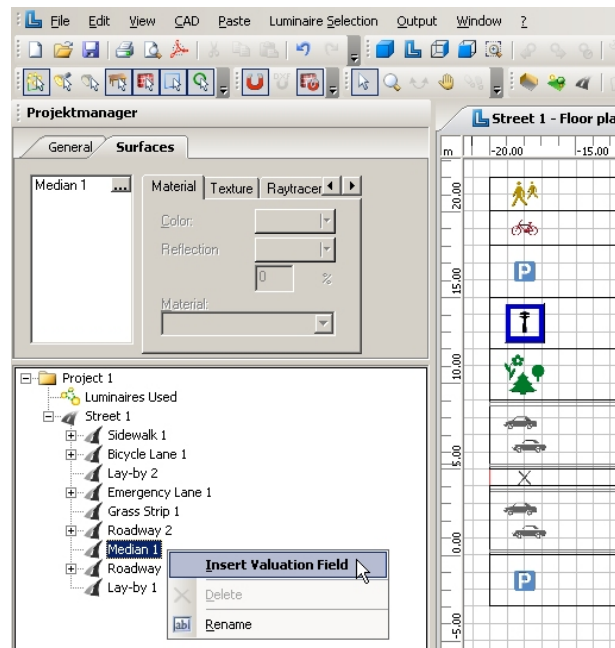 File Edit View CAD Paste Luminaire Selection Output Window ?
Projektmanager
General Surfaces
Median 1 ...
Material Texture Raytracer
Color:
Reflection
0 %
Material:
Project 1
Luminaires Used
Street 1
Sidewalk 1
Bicycle Lane 1
Lay-by 2
Emergency Lane 1
Grass Strip 1
Roadway 2
Median 1
Roadway
Lay-by 1
Insert Valuation Field
Delete
Rename
Street 1 - Floor pla
m -20.00 -15.00
20.00
15.00
10.00
5.00
0.00
-5.00
P
P